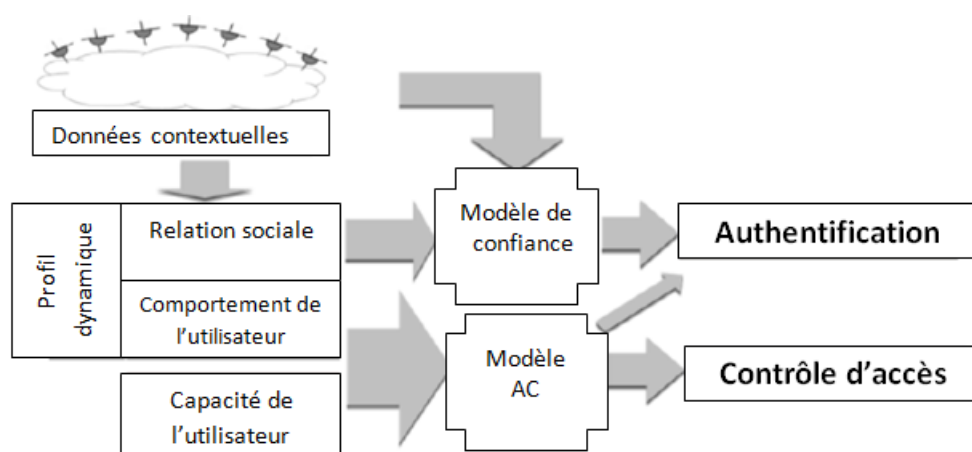 Données contextuelles
Profil
dynamique
Relation sociale
Comportement de
l'utilisateur
Capacité de
l'utilisateur
Modèle de
confiance
Modèle
AC
Authentification
Contrôle d'accès